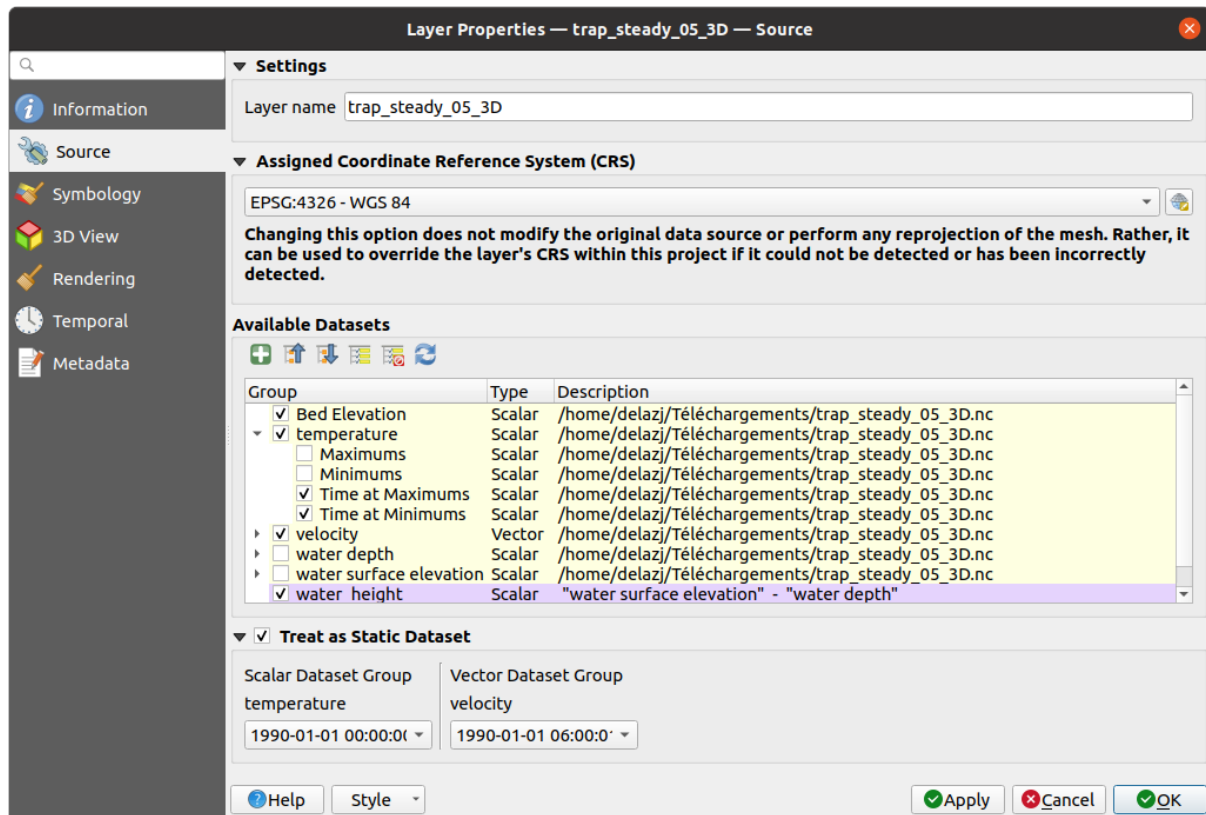 Layer Properties — trap_steady_05_3D — Source
Settings
Layer name trap_steady_05_3D
Information
Source
Symbology
3D View
Rendering
Temporal
Metadata
Assigned Coordinate Reference System (CRS)
EPSG:4326 - WGS 84
Changing this option does not modify the original data source or perform any reprojection of the mesh. Rather, it
can be used to override the layer's CRS within this project if it could not be detected or has been incorrectly
detected.
Available Datasets
Group Type Description
Bed Elevation Scalar /home/delazj/Téléchargements/trap_steady_05_3D.nc
temperature Scalar /home/delazj/Téléchargements/trap_steady_05_3D.nc
Maximums Scalar /home/delazj/Téléchargements/trap_steady_05_3D.nc
Minimums Scalar /home/delazj/Téléchargements/trap_steady_05_3D.nc
Time at Maximums Scalar /home/delazj/Téléchargements/trap_steady_05_3D.nc
Time at Minimums Scalar /home/delazj/Téléchargements/trap_steady_05_3D.nc
velocity Vector /home/delazj/Téléchargements/trap_steady_05_3D.nc
water depth Scalar /home/delazj/Téléchargements/trap_steady_05_3D.nc
water surface elevation Scalar /home/delazj/Téléchargements/trap_steady_05_3D.nc
water_height Scalar "water surface elevation" - "water depth"
Treat as Static Dataset
Scalar Dataset Group Vector Dataset Group
temperature velocity
1990-01-01 00:00:00 1990-01-01 06:00:0
Help Style Apply Cancel OK